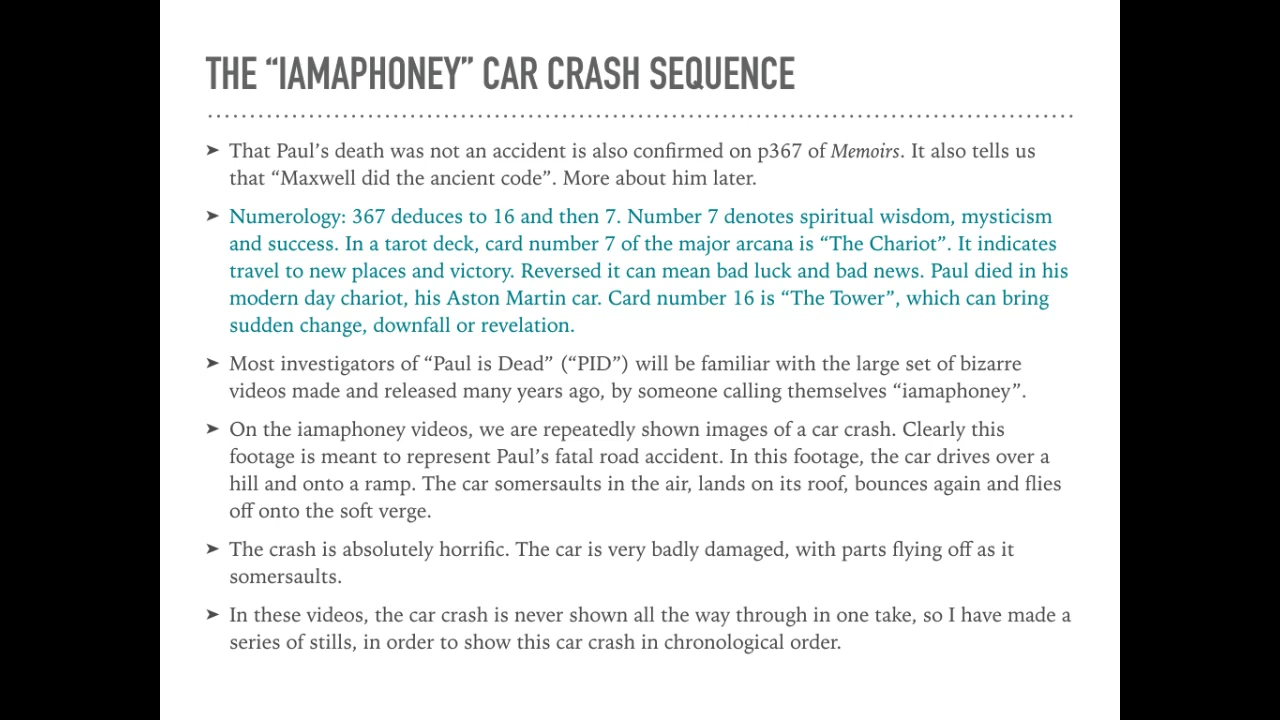 THE “IAMAPHONEY” CAR CRASH SEQUENCE
➤ That Paul’s death was not an accident is also confirmed on p367 of Memoirs. It also tells us
that “Maxwell did the ancient code”. More about him later.
➤ Numerology: 367 deduces to 16 and then 7. Number 7 denotes spiritual wisdom, mysticism
and success. In a tarot deck, card number 7 of the major arcana is “The Chariot”. It indicates
travel to new places and victory. Reversed it can mean bad luck and bad news. Paul died in his
modern day chariot, his Aston Martin car. Card number 16 is “The Tower”, which can bring
sudden change, downfall or revelation.
➤ Most investigators of “Paul is Dead” (“PID”) will be familiar with the large set of bizarre
videos made and released many years ago, by someone calling themselves “iamaphoney”.
➤ On the iamaphoney videos, we are repeatedly shown images of a car crash. Clearly this
footage is meant to represent Paul’s fatal road accident. In this footage, the car drives over a
hill and onto a ramp. The car somersaults in the air, lands on its roof, bounces again and flies
off onto the soft verge.
➤ The crash is absolutely horrific. The car is very badly damaged, with parts flying off as it
somersaults.
➤ In these videos, the car crash is never shown all the way through in one take, so I have made a
series of stills, in order to show this car crash in chronological order.